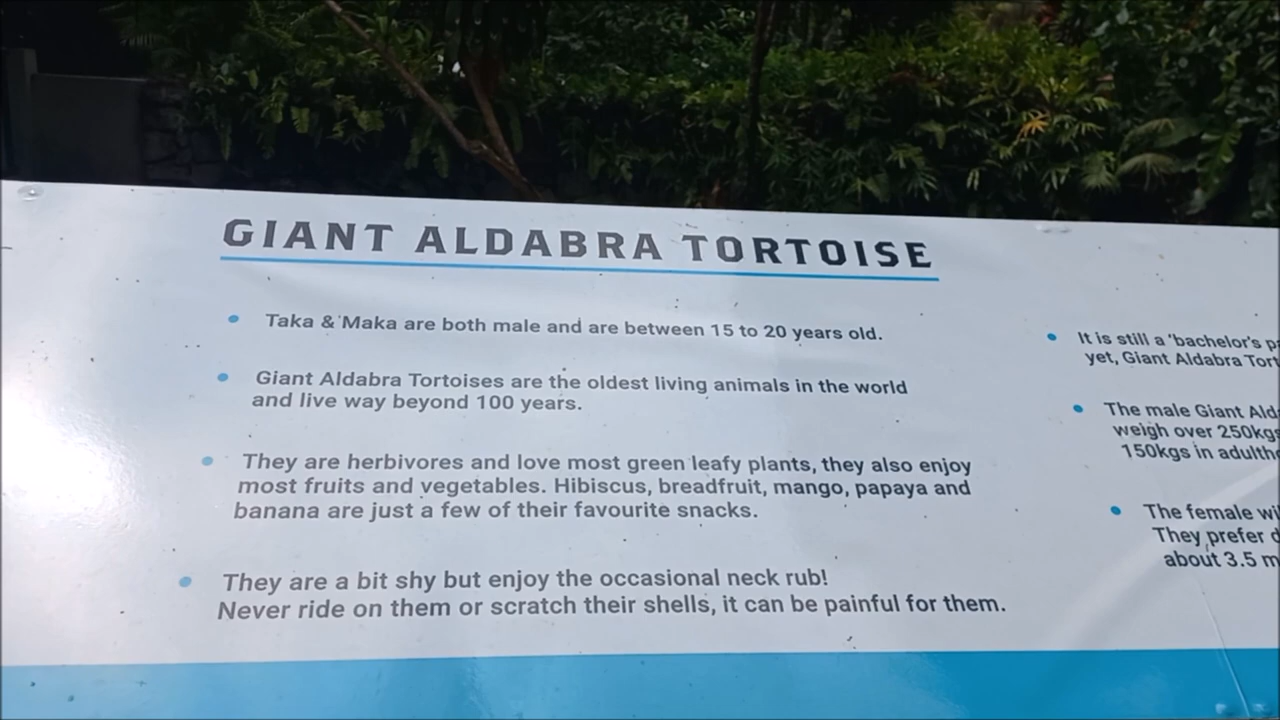 GIANT ALDABRA TORTOISE
Taka & Maka are both male and are between 15 to 20 years old.
Giant Aldabra Tortoises are the oldest living animals in the world
and live way beyond 100 years.
They are herbivores and love most green leafy plants, they also enjoy
most fruits and vegetables. Hibiscus, breadfruit, mango, papaya and
banana are just a few of their favourite snacks.
They are a bit shy but enjoy the occasional neck rub!
Never ride on them or scratch their shells, it can be painful for them.
It is still a 'bachelor's
yet, Giant Aldabra
The male Giant
weigh over 250kgs
150kgs in
The female
They prefer
about 3.5